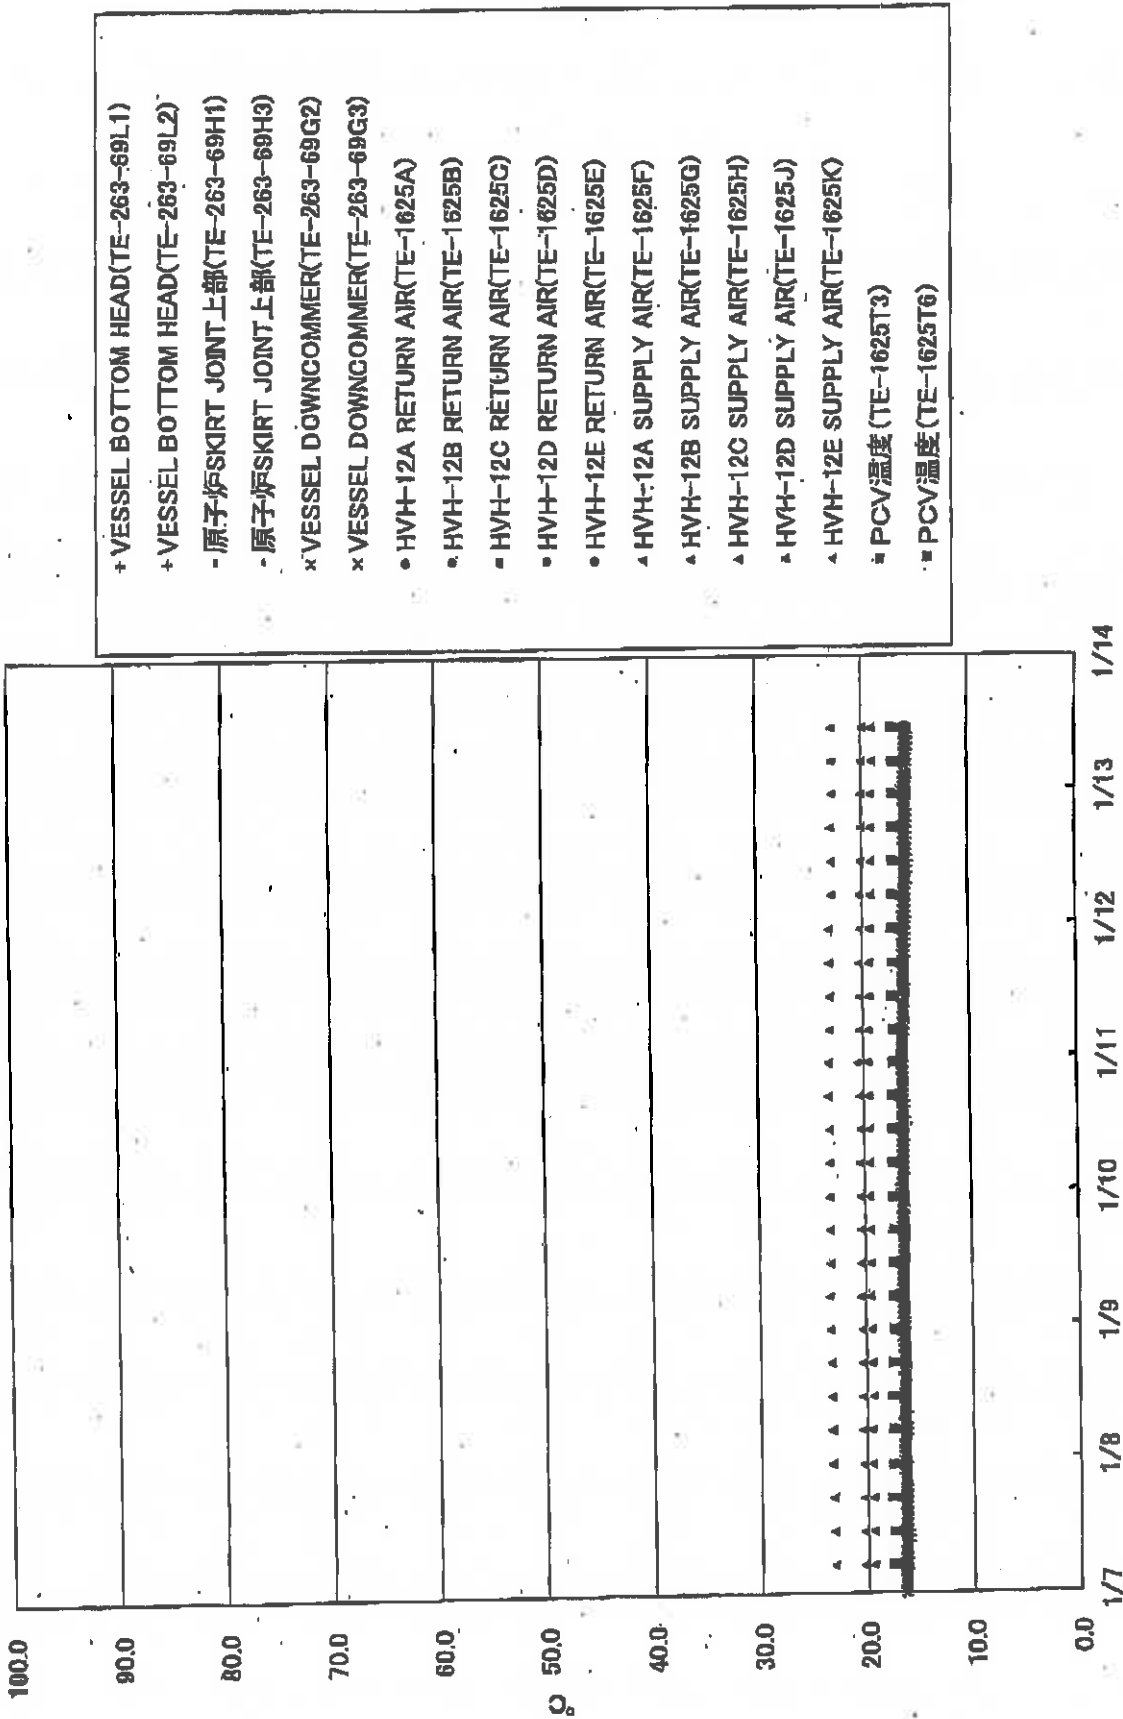 100.0
90.0
80.0
70.0
60.0
50.0
40.0
30.0
20.0
10.0
0.0
℃
1/7
1/8
1/9
1/10
1/11
1/12
1/13
1/14
+ VESSEL BOTTOM HEAD(TE-263-69L1)
+ VESSEL BOTTOM HEAD(TE-263-69L2)
- 原子炉SKIRT JOINT上部(TE-263-69H1)
- 原子炉SKIRT JOINT上部(TE-263-69H3)
× VESSEL DOWNCOMMER(TE-263-69G2)
× VESSEL DOWNCOMMER(TE-263-69G3)
● HVH-12A RETURN AIR(TE-1625A)
● HVH-12B RETURN AIR(TE-1625B)
● HVH-12C RETURN AIR(TE-1625C)
● HVH-12D RETURN AIR(TE-1625D)
● HVH-12E RETURN AIR(TE-1625E)
▲ HVH-12A SUPPLY AIR(TE-1625F)
▲ HVH-12B SUPPLY AIR(TE-1625G)
▲ HVH-12C SUPPLY AIR(TE-1625H)
▲ HVH-12D SUPPLY AIR(TE-1625J)
▲ HVH-12E SUPPLY AIR(TE-1625K)
■ PCV温度(TE-1625T3)
■ PCV温度(TE-1625T6)